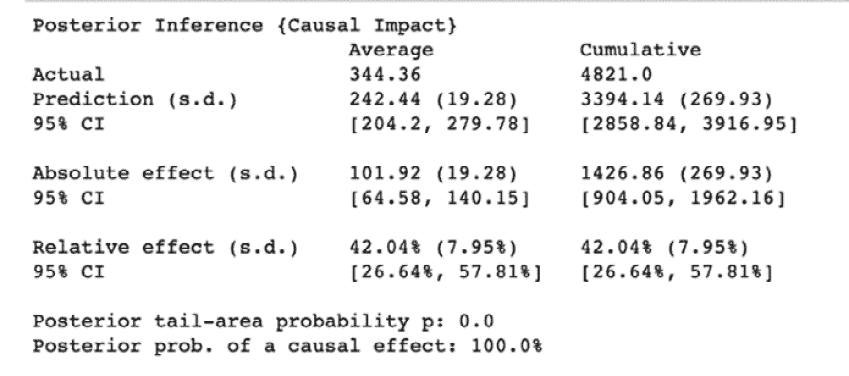 Posterior Inference {Causal Impact}
Average Cumulative
Actual 344.36 4821.0
Prediction (s.d.) 242.44 (19.28) 3394.14 (269.93)
95% CI [204.2, 279.78] [2858.84, 3916.95]
Absolute effect (s.d.) 101.92 (19.28) 1426.86 (269.93)
95% CI [64.58, 140.15] [904.05, 1962.16]
Relative effect (s.d.) 42.04% (7.95%) 42.04% (7.95%)
95% CI [26.64%, 57.81%] [26.64%, 57.81%]
Posterior tail-area probability p: 0.0
Posterior prob. of a causal effect: 100.0%